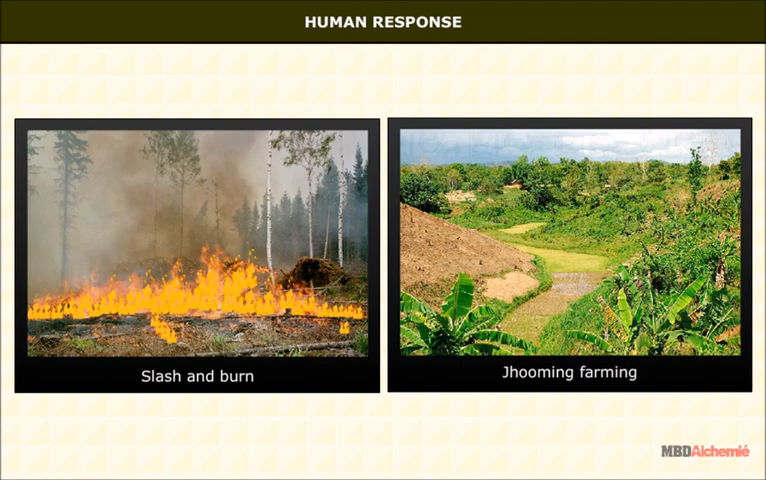 HUMAN RESPONSE
Slash and burn
Jhooming farming
MBDAlchemié